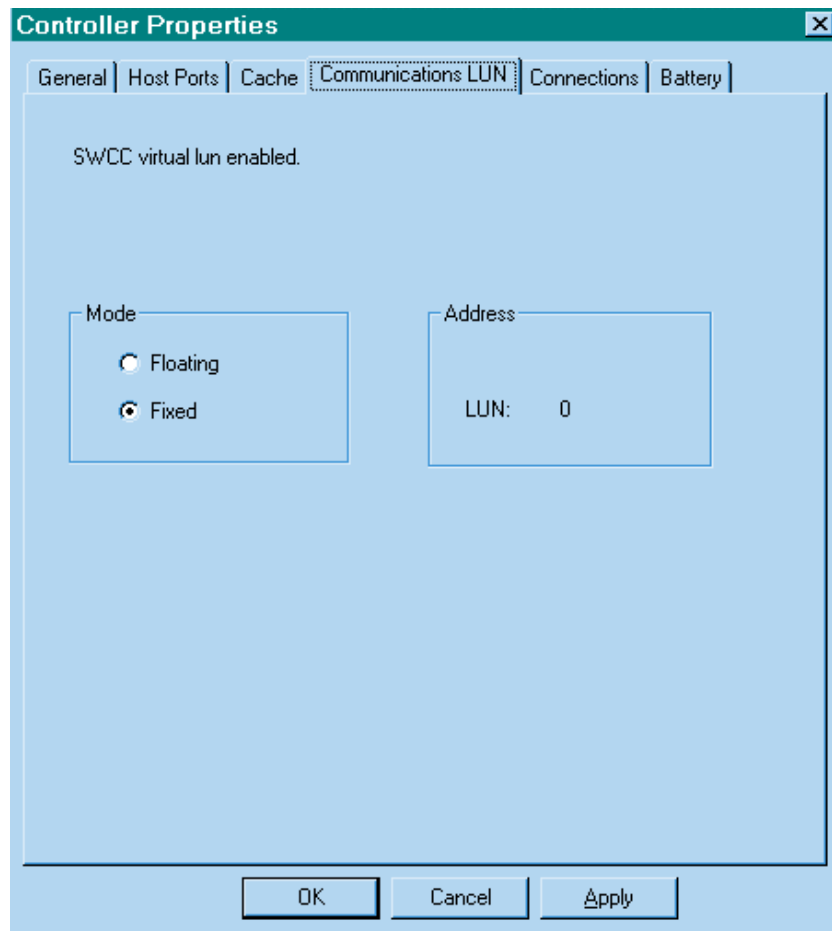 Controller Properties
General Host Ports Cache Communications LUN Connections Battery
SWCC virtual lun enabled.
Mode
Floating
Fixed
Address
LUN: 0
OK Cancel Apply